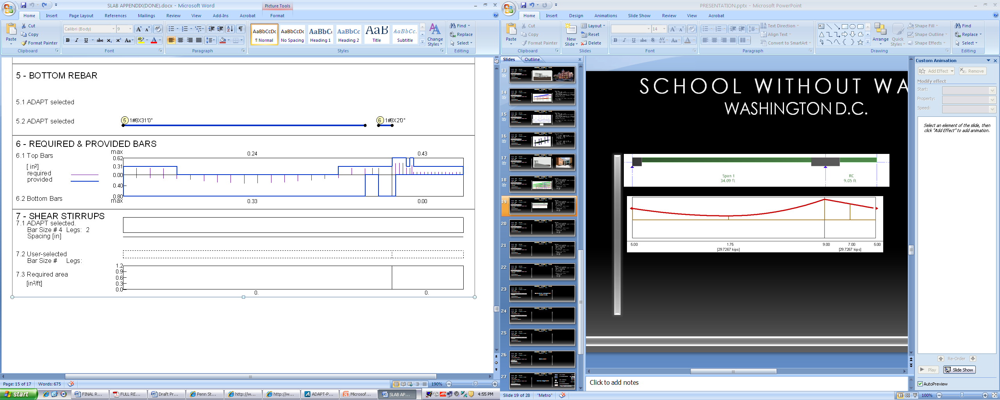 SLAB APPENDIX(DONE).docx - Microsoft Word
Picture Tools
Home Insert Page Layout References Mailings Review View Add-Ins Acrobat Format
Paste
Cut
Copy
Format Painter
Clipboard
Calibri (Body) 9
Font
Paragraph
AaBbCcDc AaBbCcDc AaBbC AaBbCc AaB AaBbCc.
¶ Normal No Spacing Heading 1 Heading 2 Title Subtitle
Change Styles
Styles
Find
Replace
Select
Editing
5 - BOTTOM REBAR
5.1 ADAPT selected
5.2 ADAPT selected
5 1#8X31'0"
6 1#8X2'0"
6 - REQUIRED & PROVIDED BARS
6.1 Top Bars
max
0.24 0.43
0.62
0.31
0.00
0.40
0.80
[ in²]
required
provided
6.2 Bottom Bars
max
0.33 0.00
7 - SHEAR STIRRUPS
7.1 ADAPT selected.
Bar Size # 4 Legs: 2
Spacing [in]
7.2 User-selected
Bar Size # Legs:
7.3 Required area
[in²/ft]
1.2
0.9
0.6
0.3
0.0
0. 0.
Page: 15 of 17 Words: 675
190%
start
FINAL R...
FULL RE...
Draft Pr...
Penn St...
http://w...
http://w...
ADAPT-P...
Microsof...
SLAB AP...
4:55 PM
PRESENTATION.pptx - Microsoft PowerPoint
Home Insert Design Animations Slide Show Review View Acrobat
Paste
Cut
Copy
Format Painter
Clipboard
New Slide
Layout
Reset
Delete
Slides
14
Font
Text Direction
Align Text
Convert to SmartArt
Paragraph
Arrange
Quick Styles
Shape Fill
Shape Outline
Shape Effects
Drawing
Find
Replace
Select
Editing
Slides Outline
13
14
15
16
17
18
19
20
21
22
23
24
25
26
27
SCHOOL WITHOUT WA
WASHINGTON D.C.
Span 1
34.09 ft
RC
9.05 ft
5.00 1.75 9.00 7.00 5.00
[29.7267 kips] [29.7267 kips]
Click to add notes
Custom Animation
Add Effect Remove
Modify effect
Start:
Property:
Speed:
Select an element of the slide, then
click "Add Effect" to add animation.
Re-Order
Play Slide Show
AutoPreview
Slide 19 of 28 "Metro"
100%